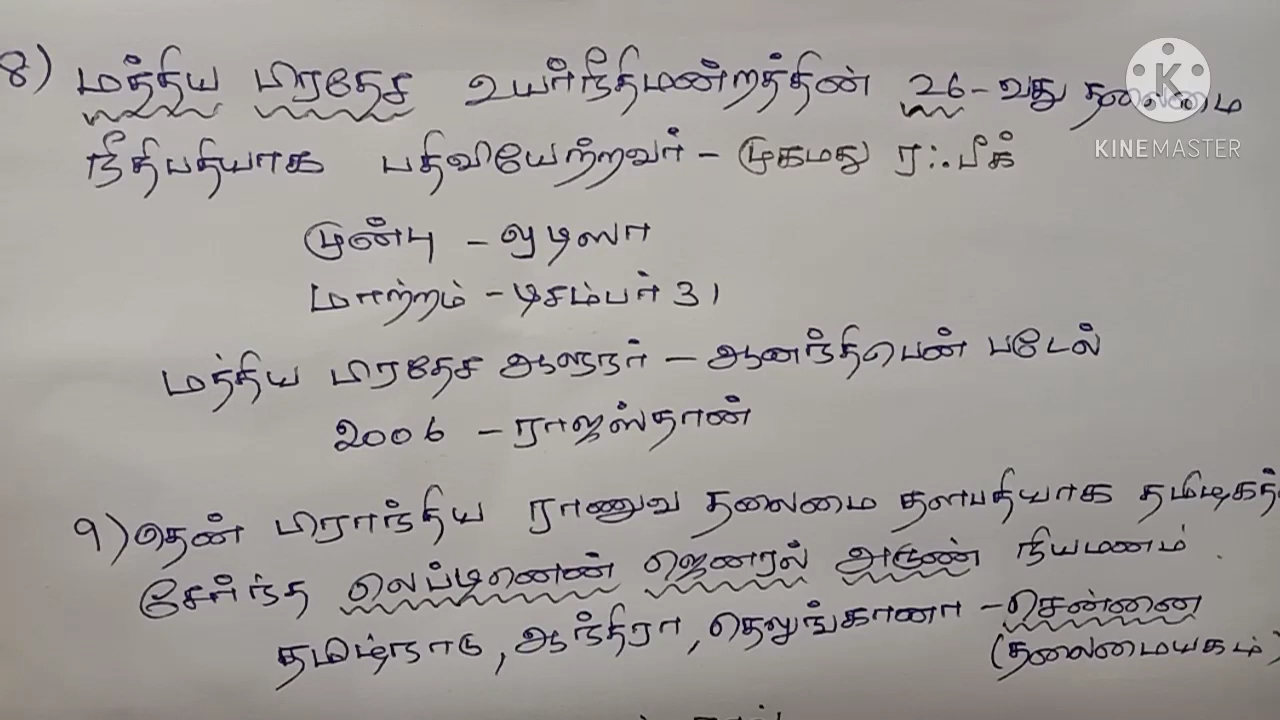 8) மத்திய பிரதேச உயர்நீதிமன்றத்தின் 26-வது தலைமை
நீதிபதியாக பதவியேற்றவர் - முகமது ரஃபீக்
முன்பு - ஒடிஸா
மாற்றம் - டிசம்பர் 31
மத்திய பிரதேச ஆளுநர் - ஆனந்திபென் படேல்
2006 - ராஜஸ்தான்
9) தென் பிராந்திய ராணுவ தலைமை தளபதியாக தமிழகத்
சேர்ந்த லெப்டினென் ஜெனரல் அருண் நியமனம்.
தமிழ்நாடு, ஆந்திரா, தெலுங்கானா - சென்னை
(தலைமையகம்)
K
KINEMASTER